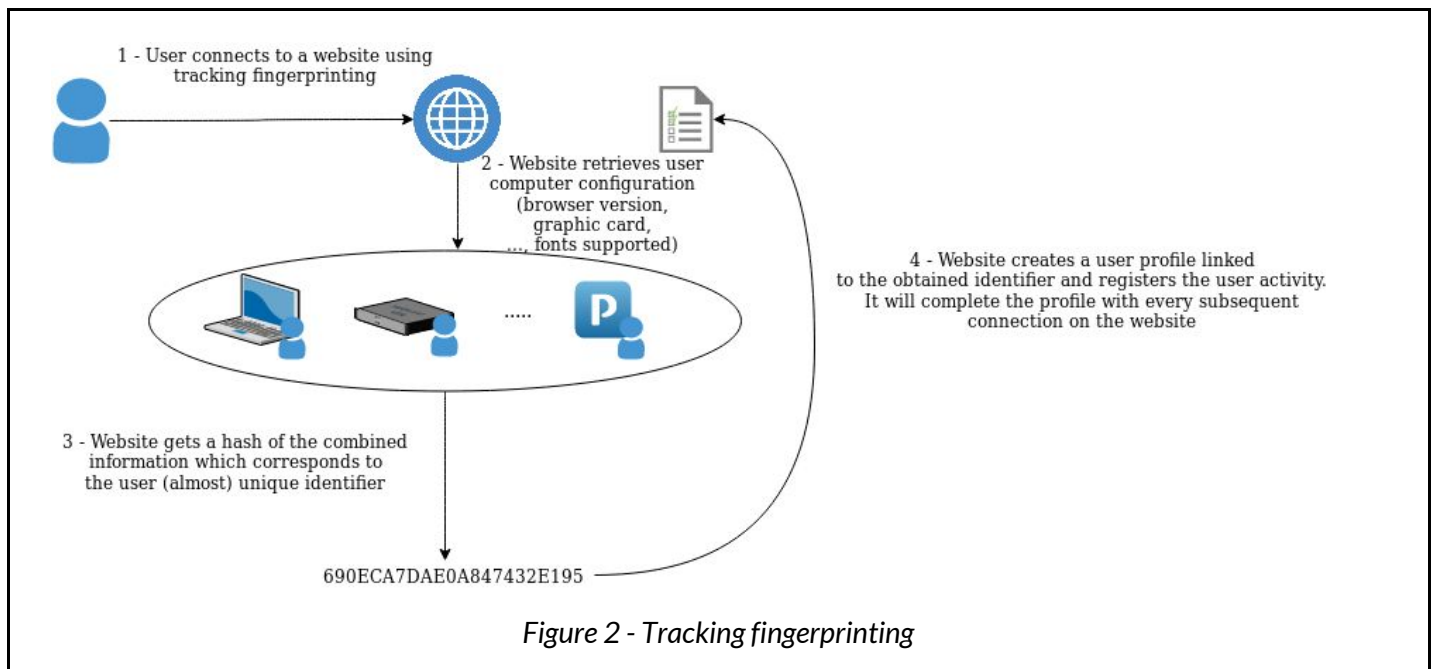 1 - User connects to a website using
tracking fingerprinting
2 - Website retrieves user
computer configuration
(browser version,
graphic card,
..., fonts supported)
4 - Website creates a user profile linked
to the obtained identifier and registers the user activity.
It will complete the profile with every subsequent
connection on the website
.....
P
3 - Website gets a hash of the combined
information which corresponds to
the user (almost) unique identifier
690ECA7DAE0A847432E195
Figure 2 - Tracking fingerprinting